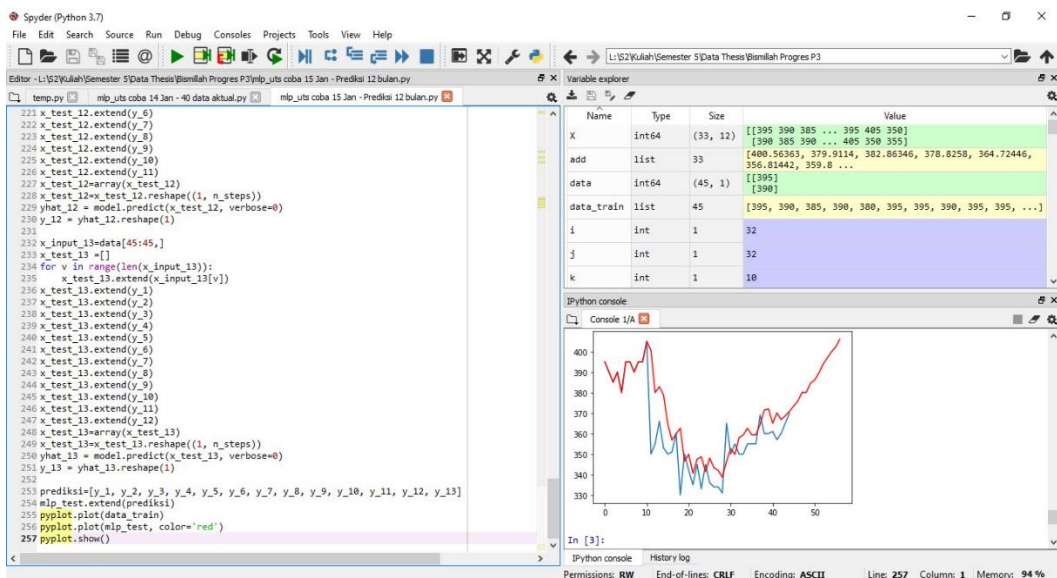 Spyder (Python 3.7)
File Edit Search Source Run Debug Consoles Projects Tools View Help
L:\S2\Kuliah\Semester 5\Data Thesis\Bismillah Progres P3
Editor - L:\S2\Kuliah\Semester 5\Data Thesis\Bismillah Progres P3\mlp_uts coba 15 Jan - Prediksi 12 bulan.py
temp.py mlp_uts coba 14 Jan - 40 data aktual.py mlp_uts coba 15 Jan - Prediksi 12 bulan.py
221 x_test_12.extend(y_6)
222 x_test_12.extend(y_7)
223 x_test_12.extend(y_8)
224 x_test_12.extend(y_9)
225 x_test_12.extend(y_10)
226 x_test_12.extend(y_11)
227 x_test_12=array(x_test_12)
228 x_test_12=x_test_12.reshape((1, n_steps))
229 yhat_12 = model.predict(x_test_12, verbose=0)
230 y_12 = yhat_12.reshape(1)
231
232 x_input_13=data[45:45,]
233 x_test_13 =[]
234 for v in range(len(x_input_13)):
235 x_test_13.extend(x_input_13[v])
236 x_test_13.extend(y_1)
237 x_test_13.extend(y_2)
238 x_test_13.extend(y_3)
239 x_test_13.extend(y_4)
240 x_test_13.extend(y_5)
241 x_test_13.extend(y_6)
242 x_test_13.extend(y_7)
243 x_test_13.extend(y_8)
244 x_test_13.extend(y_9)
245 x_test_13.extend(y_10)
246 x_test_13.extend(y_11)
247 x_test_13.extend(y_12)
248 x_test_13=array(x_test_13)
249 x_test_13=x_test_13.reshape((1, n_steps))
250 yhat_13 = model.predict(x_test_13, verbose=0)
251 y_13 = yhat_13.reshape(1)
252
253 prediksi=[y_1, y_2, y_3, y_4, y_5, y_6, y_7, y_8, y_9, y_10, y_11, y_12, y_13]
254 mlp_test.extend(prediksi)
255 pyplot.plot(data_train)
256 pyplot.plot(mlp_test, color='red')
257 pyplot.show()
Variable explorer
Name Type Size Value
X int64 (33, 12) [[395 390 385 ... 395 405 350]
[390 385 390 ... 405 350 355]
add list 33 [400.56363, 379.9114, 382.86346, 378.8258, 364.72446,
356.81442, 359.8 ...
data int64 (45, 1) [[395]
[390]
data_train list 45 [395, 390, 385, 390, 380, 395, 395, 390, 395, 395, ...]
i int 1 32
j int 1 32
k int 1 10
IPython console
Console 1/A
400
390
380
370
360
350
340
330
0 10 20 30 40 50
In [3]:
IPython console History log
Permissions: RW End-of-lines: CRLF Encoding: ASCII Line: 257 Column: 1 Memory: 94 %